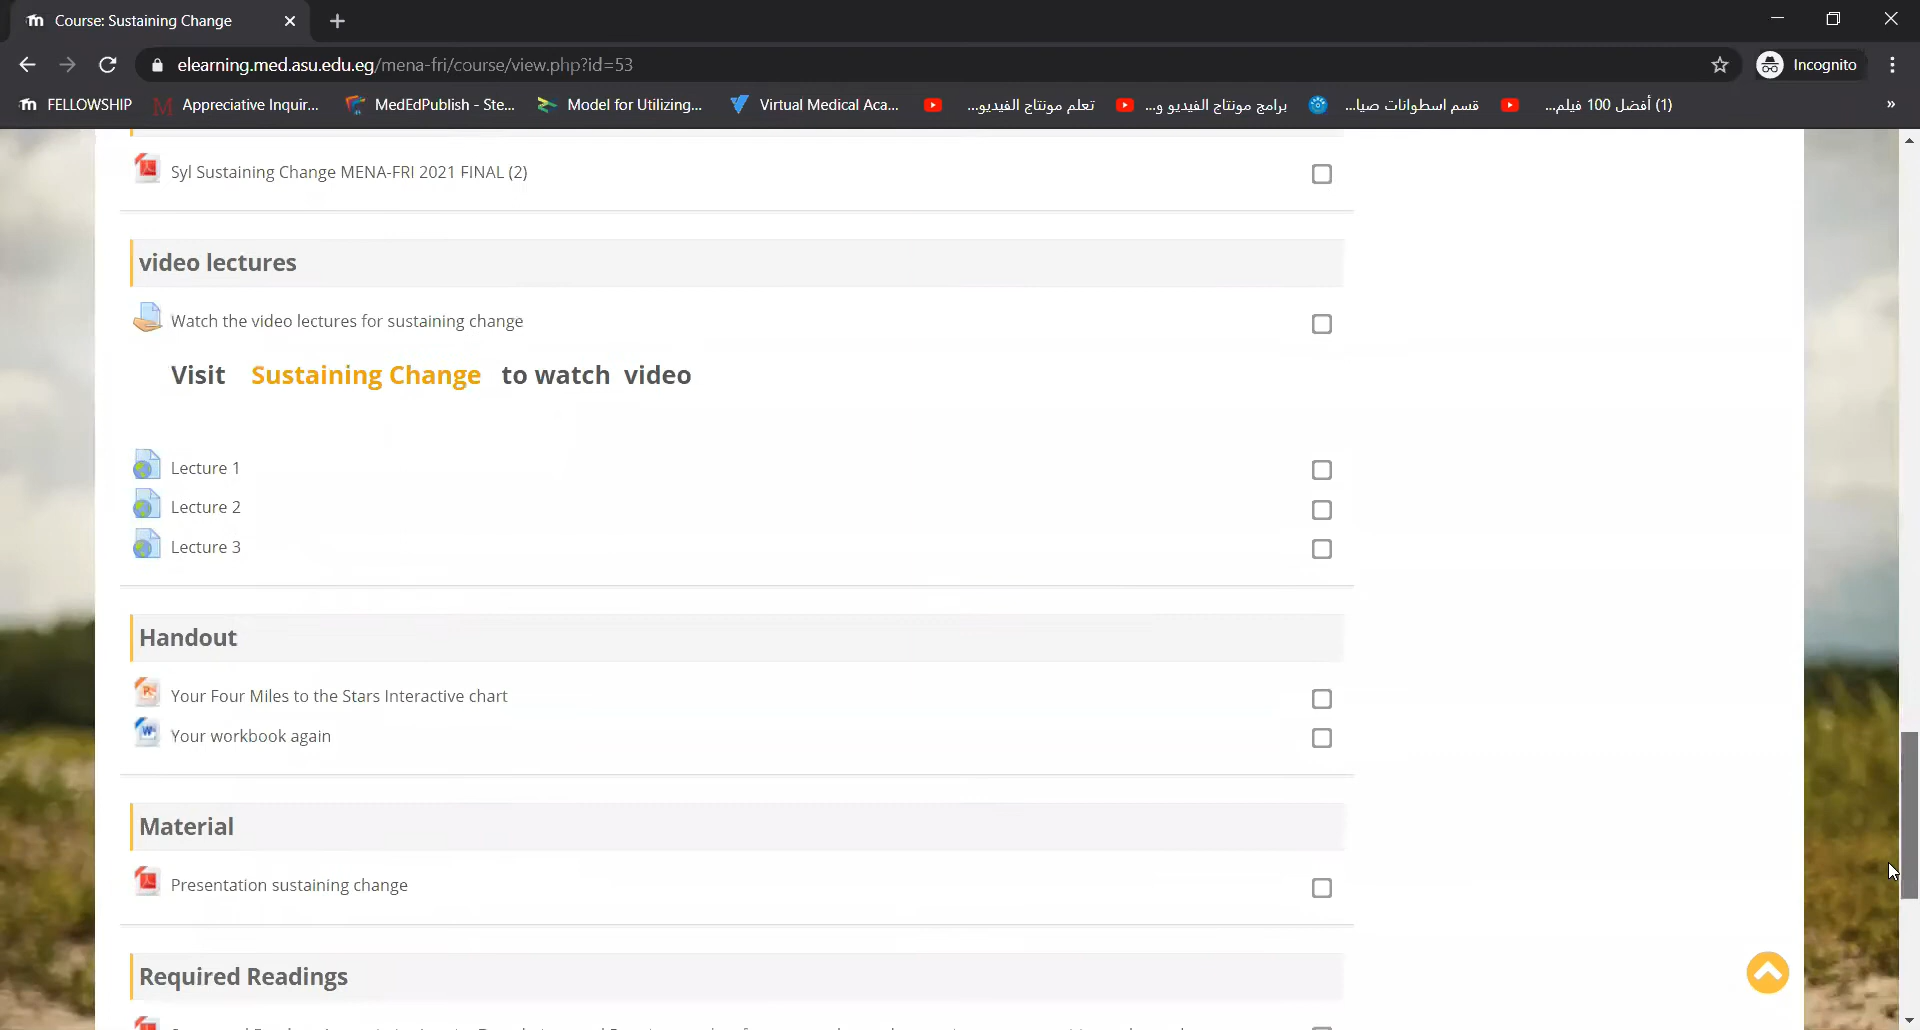 Course: Sustaining Change
elearning.med.asu.edu.eg/mena-fri/course/view.php?id=53
Incognito
FELLOWSHIP
Appreciative Inquir...
MedEdPublish - Ste...
Model for Utilizing...
Virtual Medical Aca...
تعلم مونتاج الفيديو...
برامج مونتاج الفيديو و...
قسم اسطوانات صيا...
(1) أفضل 100 فيلم...
Syl Sustaining Change MENA-FRI 2021 FINAL (2)
video lectures
Watch the video lectures for sustaining change
Visit Sustaining Change to watch video
Lecture 1
Lecture 2
Lecture 3
Handout
Your Four Miles to the Stars Interactive chart
Your workbook again
Material
Presentation sustaining change
Required Readings